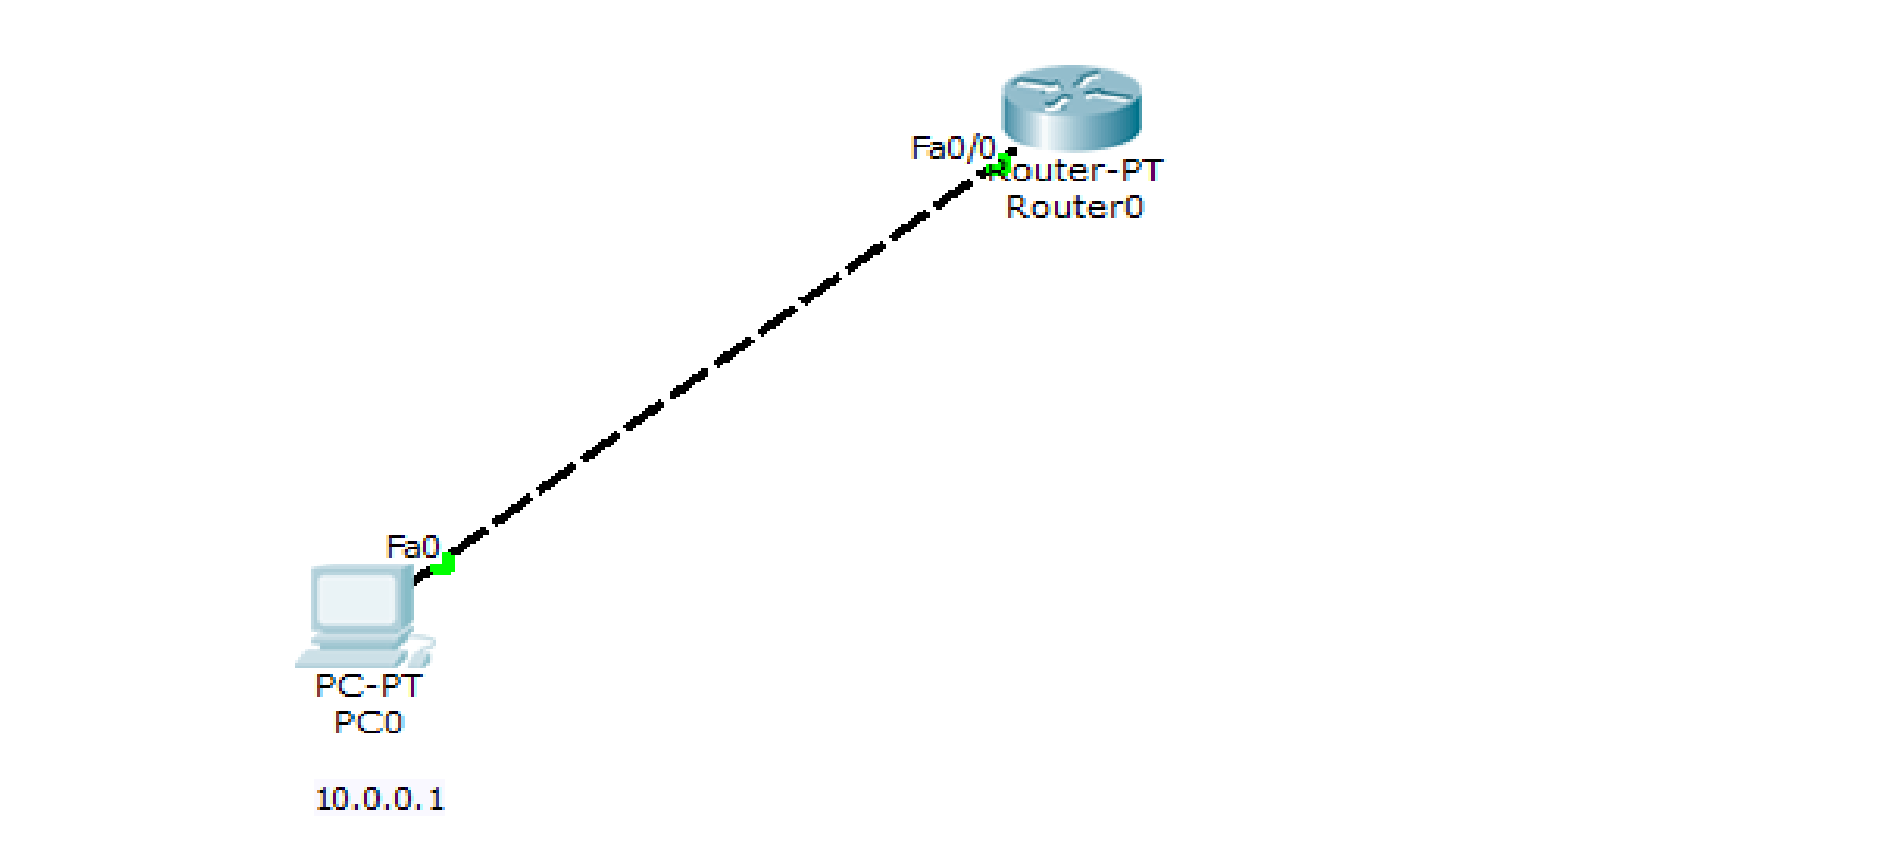 Fa0/0
Router-PT
Router0
Fa0
PC-PT
PC0
10.0.0.1